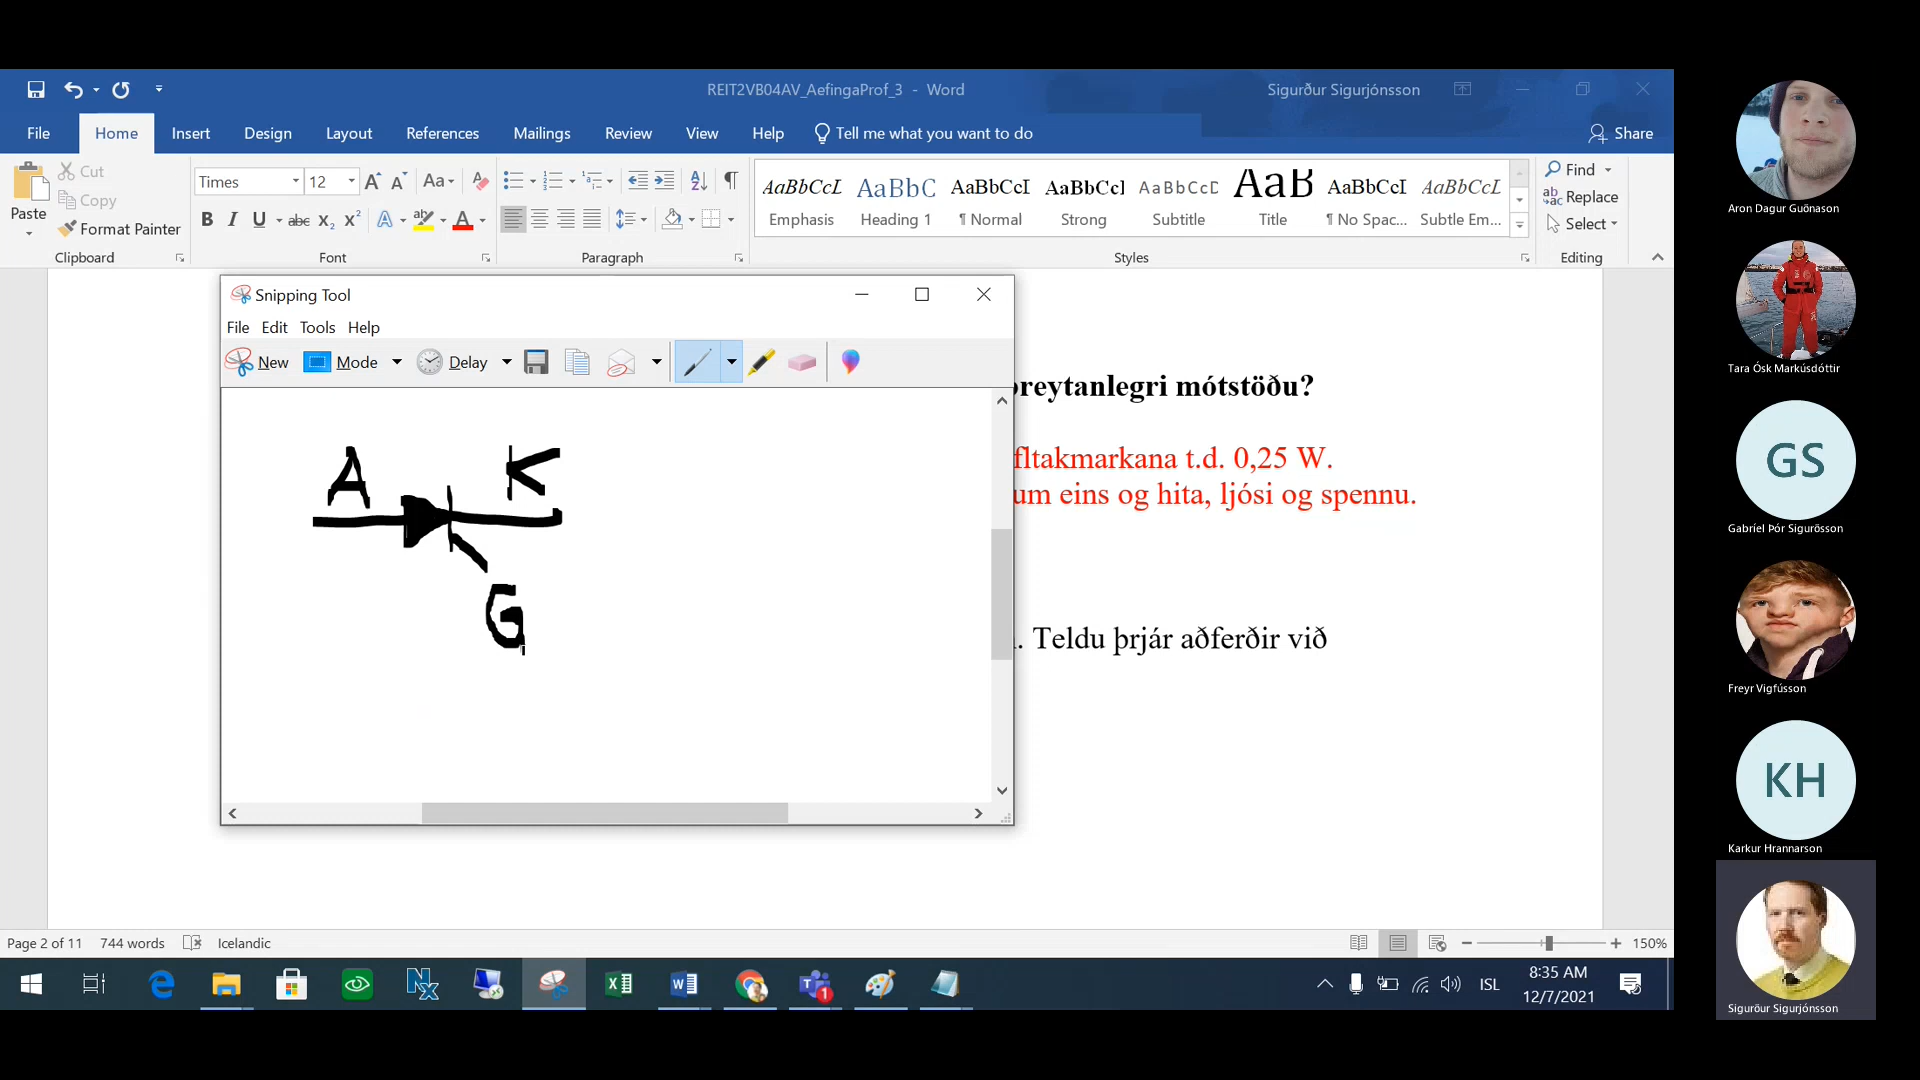 REIT2VB04AV_AefingaProf_3 - Word
Sigurður Sigurjónsson
File Home Insert Design Layout References Mailings Review View Help Tell me what you want to do Share
Paste
Cut
Copy
Format Painter
Clipboard
Times 12
Font
Paragraph
AaBbCcL AaBbC AaBbCcI AaBbCcl AaBbCcD AaB AaBbCcI AaBbCcL
Emphasis Heading 1 ¶ Normal Strong Subtitle Title ¶ No Spac... Subtle Em...
Styles
Find
Replace
Select
Editing
Snipping Tool
File Edit Tools Help
New Mode Delay
A K
G
breytanlegri mótstöðu?
fltakmarkana t.d. 0,25 W.
um eins og hita, ljósi og spennu.
Teldu þrjár aðferðir við
Page 2 of 11 744 words Icelandic 150%
ISL
8:35 AM
12/7/2021
Aron Dagur Guðnason
Tara Ósk Markúsdóttir
GS
Gabríel Þór Sigurðsson
Freyr Vigfússon
KH
Karkur Hrannarson
Sigurður Sigurjónsson